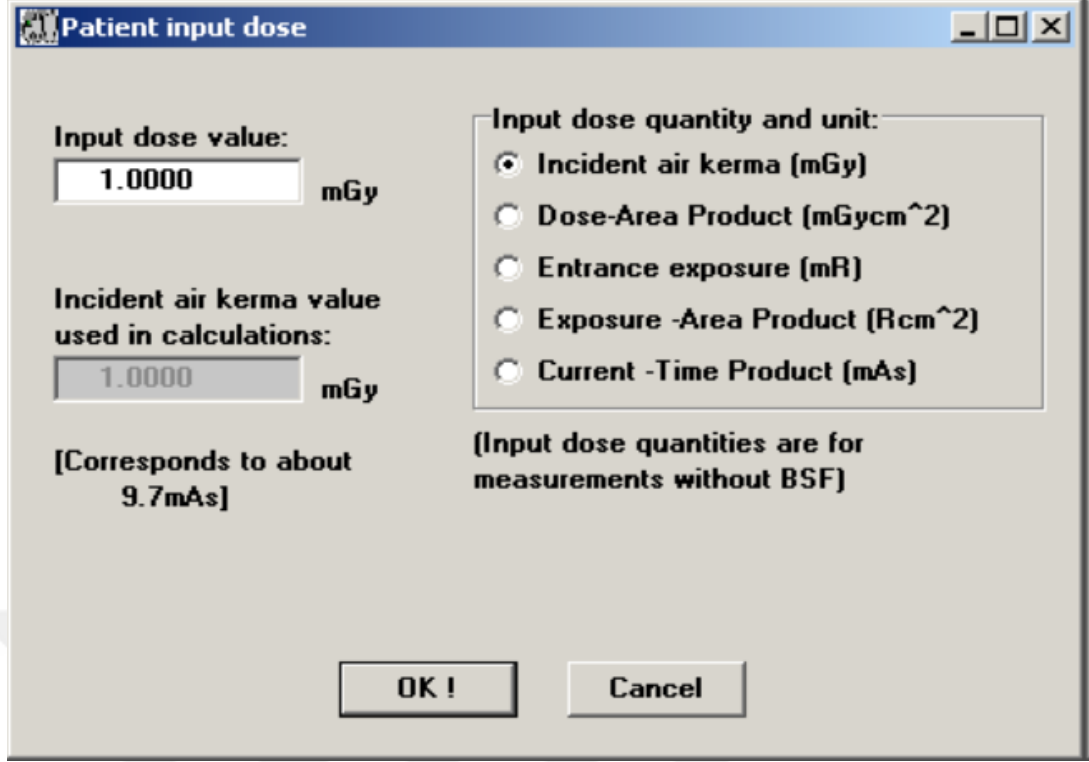 Patient input dose
Input dose value:
1.0000 mGy
Incident air kerma value
used in calculations:
1.0000 mGy
[Corresponds to about
9.7mAs]
Input dose quantity and unit:
Incident air kerma (mGy)
Dose-Area Product (mGycm^2)
Entrance exposure (mR)
Exposure -Area Product (Rcm^2)
Current -Time Product (mAs)
(Input dose quantities are for
measurements without BSF)
OK !
Cancel